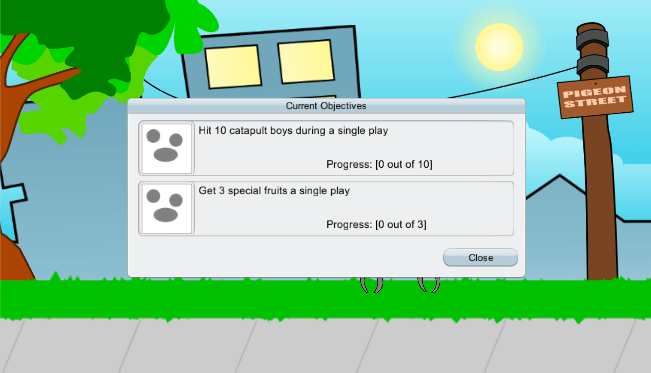 Current Objectives
Hit 10 catapult boys during a single play
Progress: [0 out of 10]
Get 3 special fruits a single play
Progress: [0 out of 3]
Close
PIGEON
STREET